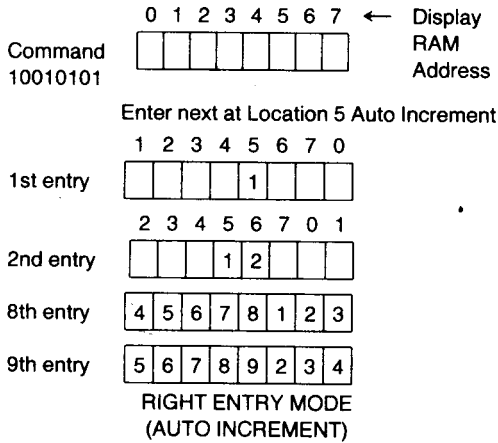 0 1 2 3 4 5 6 7 ← Display
RAM
Address
Command
10010101
Enter next at Location 5 Auto Increment
1 2 3 4 5 6 7 0
1st entry 1
2 3 4 5 6 7 0 1
2nd entry 1 2
8th entry 4 5 6 7 8 1 2 3
9th entry 5 6 7 8 9 2 3 4
RIGHT ENTRY MODE
(AUTO INCREMENT)